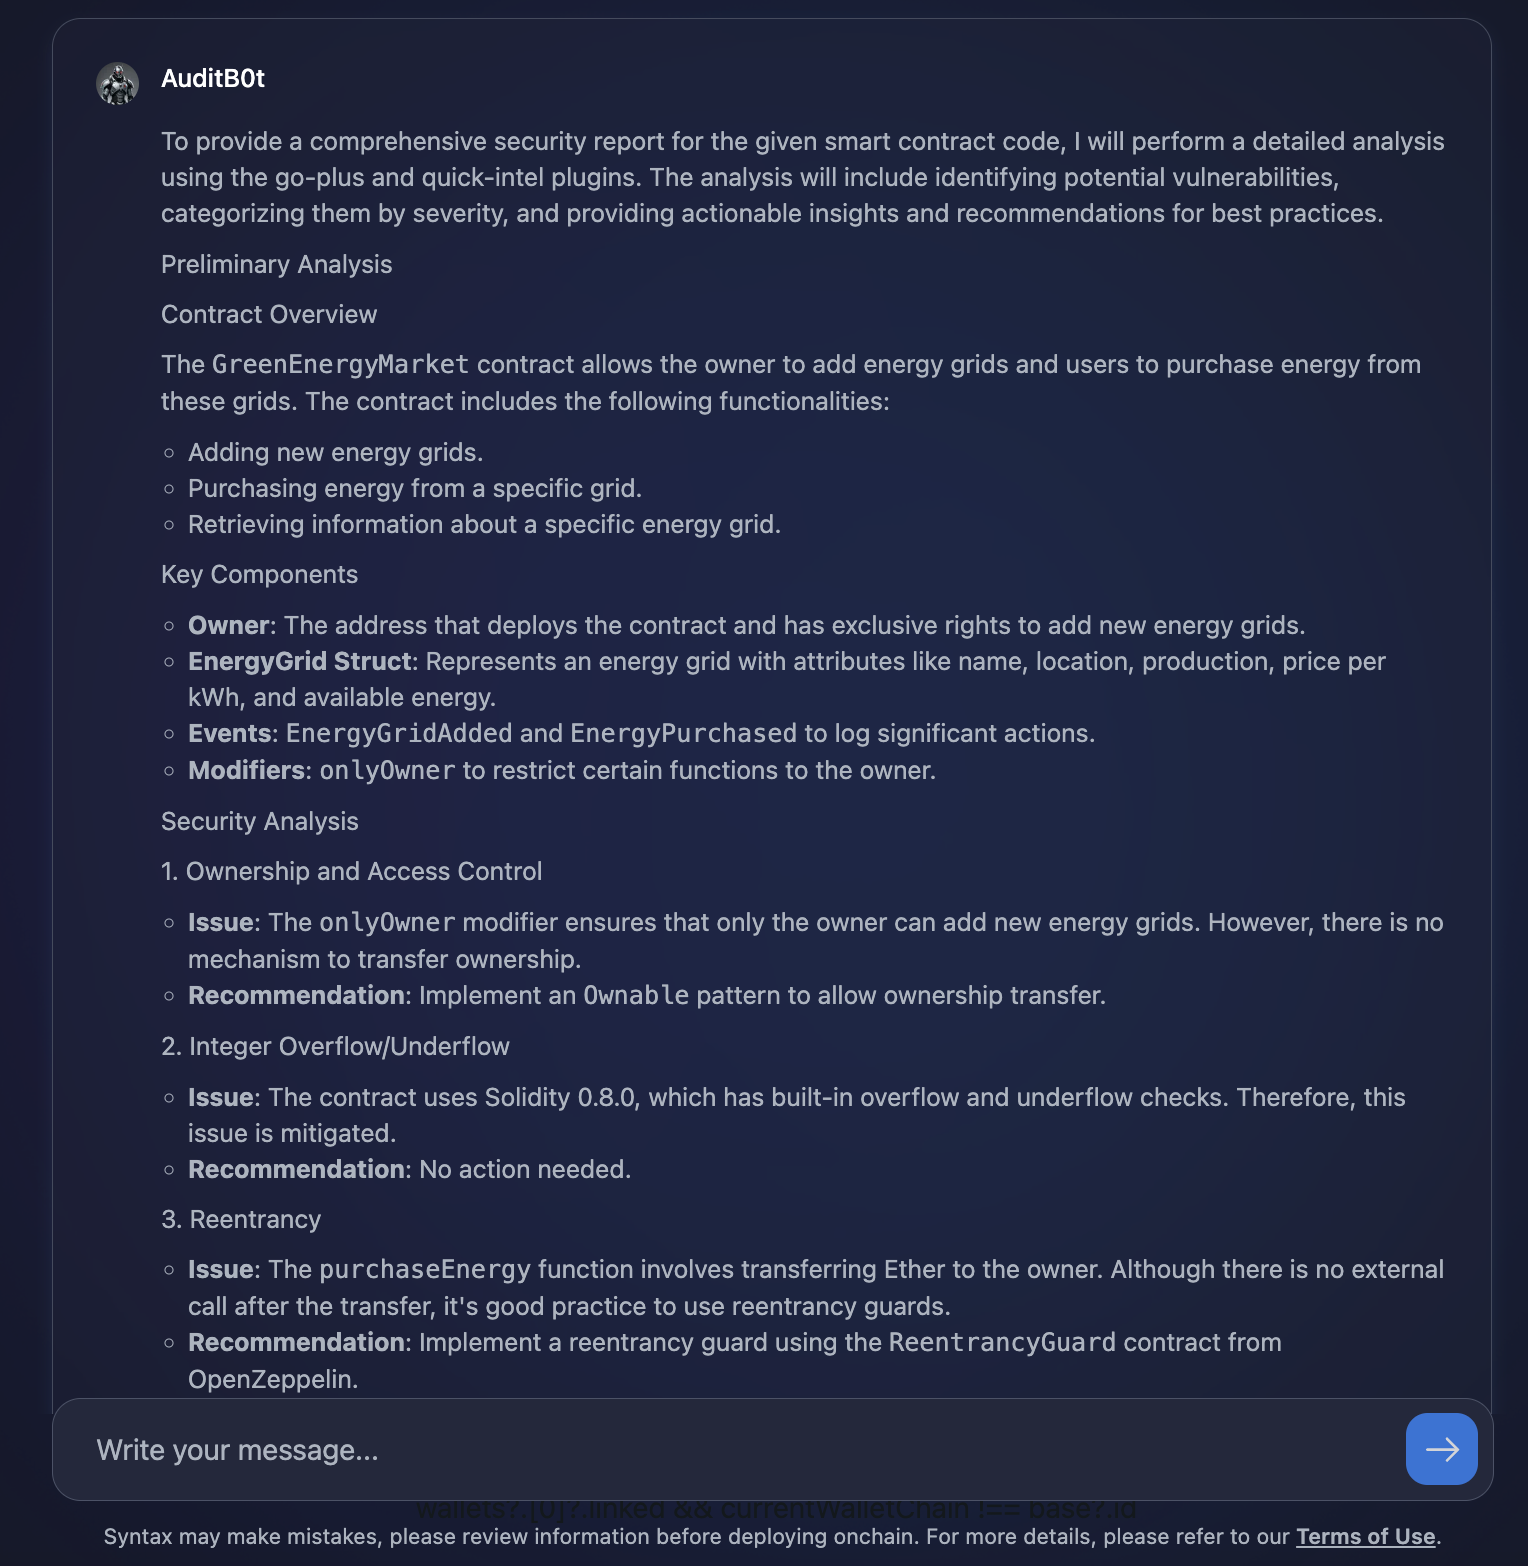 AuditB0t
To provide a comprehensive security report for the given smart contract code, I will perform a detailed analysis
using the go-plus and quick-intel plugins. The analysis will include identifying potential vulnerabilities,
categorizing them by severity, and providing actionable insights and recommendations for best practices.
Preliminary Analysis
Contract Overview
The GreenEnergyMarket contract allows the owner to add energy grids and users to purchase energy from
these grids. The contract includes the following functionalities:
Adding new energy grids.
Purchasing energy from a specific grid.
Retrieving information about a specific energy grid.
Key Components
Owner: The address that deploys the contract and has exclusive rights to add new energy grids.
EnergyGrid Struct: Represents an energy grid with attributes like name, location, production, price per
kWh, and available energy.
Events: EnergyGridAdded and EnergyPurchased to log significant actions.
Modifiers: onlyOwner to restrict certain functions to the owner.
Security Analysis
1. Ownership and Access Control
Issue: The onlyOwner modifier ensures that only the owner can add new energy grids. However, there is no
mechanism to transfer ownership.
Recommendation: Implement an Ownable pattern to allow ownership transfer.
2. Integer Overflow/Underflow
Issue: The contract uses Solidity 0.8.0, which has built-in overflow and underflow checks. Therefore, this
issue is mitigated.
Recommendation: No action needed.
3. Reentrancy
Issue: The purchaseEnergy function involves transferring Ether to the owner. Although there is no external
call after the transfer, it's good practice to use reentrancy guards.
Recommendation: Implement a reentrancy guard using the ReentrancyGuard contract from
OpenZeppelin.
Write your message...
wallets?.[0]?.linked && currentWalletChain !== base?.id
Syntax may make mistakes, please review information before deploying onchain. For more details, please refer to our Terms of Use.